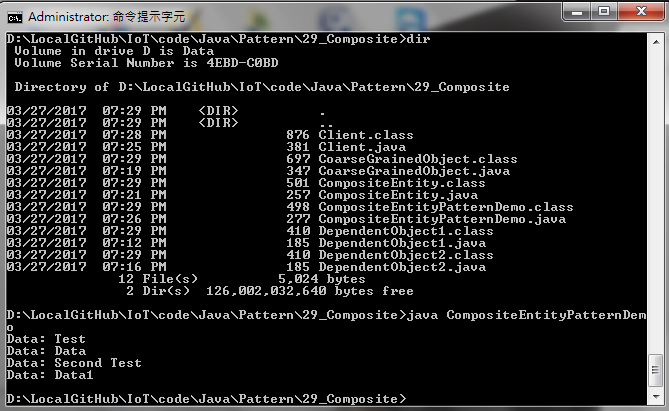 Administrator: 命令提示字元
D:\LocalGitHub\IoT\code\Java\Pattern\29_Composite>dir
 Volume in drive D is Data
 Volume Serial Number is 4EBD-C0BD
 Directory of D:\LocalGitHub\IoT\code\Java\Pattern\29_Composite
03/27/2017  07:29 PM    <DIR>          .
03/27/2017  07:29 PM    <DIR>          ..
03/27/2017  07:28 PM               876 Client.class
03/27/2017  07:25 PM               381 Client.java
03/27/2017  07:29 PM               697 CoarseGrainedObject.class
03/27/2017  07:19 PM               347 CoarseGrainedObject.java
03/27/2017  07:29 PM               501 CompositeEntity.class
03/27/2017  07:21 PM               257 CompositeEntity.java
03/27/2017  07:29 PM               498 CompositeEntityPatternDemo.class
03/27/2017  07:26 PM               277 CompositeEntityPatternDemo.java
03/27/2017  07:29 PM               410 DependentObject1.class
03/27/2017  07:12 PM               185 DependentObject1.java
03/27/2017  07:29 PM               410 DependentObject2.class
03/27/2017  07:16 PM               185 DependentObject2.java
              12 File(s)          5,024 bytes
               2 Dir(s)  126,002,032,640 bytes free
D:\LocalGitHub\IoT\code\Java\Pattern\29_Composite>java CompositeEntityPatternDem
o
Data: Test
Data: Data
Data: Second Test
Data: Data1
D:\LocalGitHub\IoT\code\Java\Pattern\29_Composite>